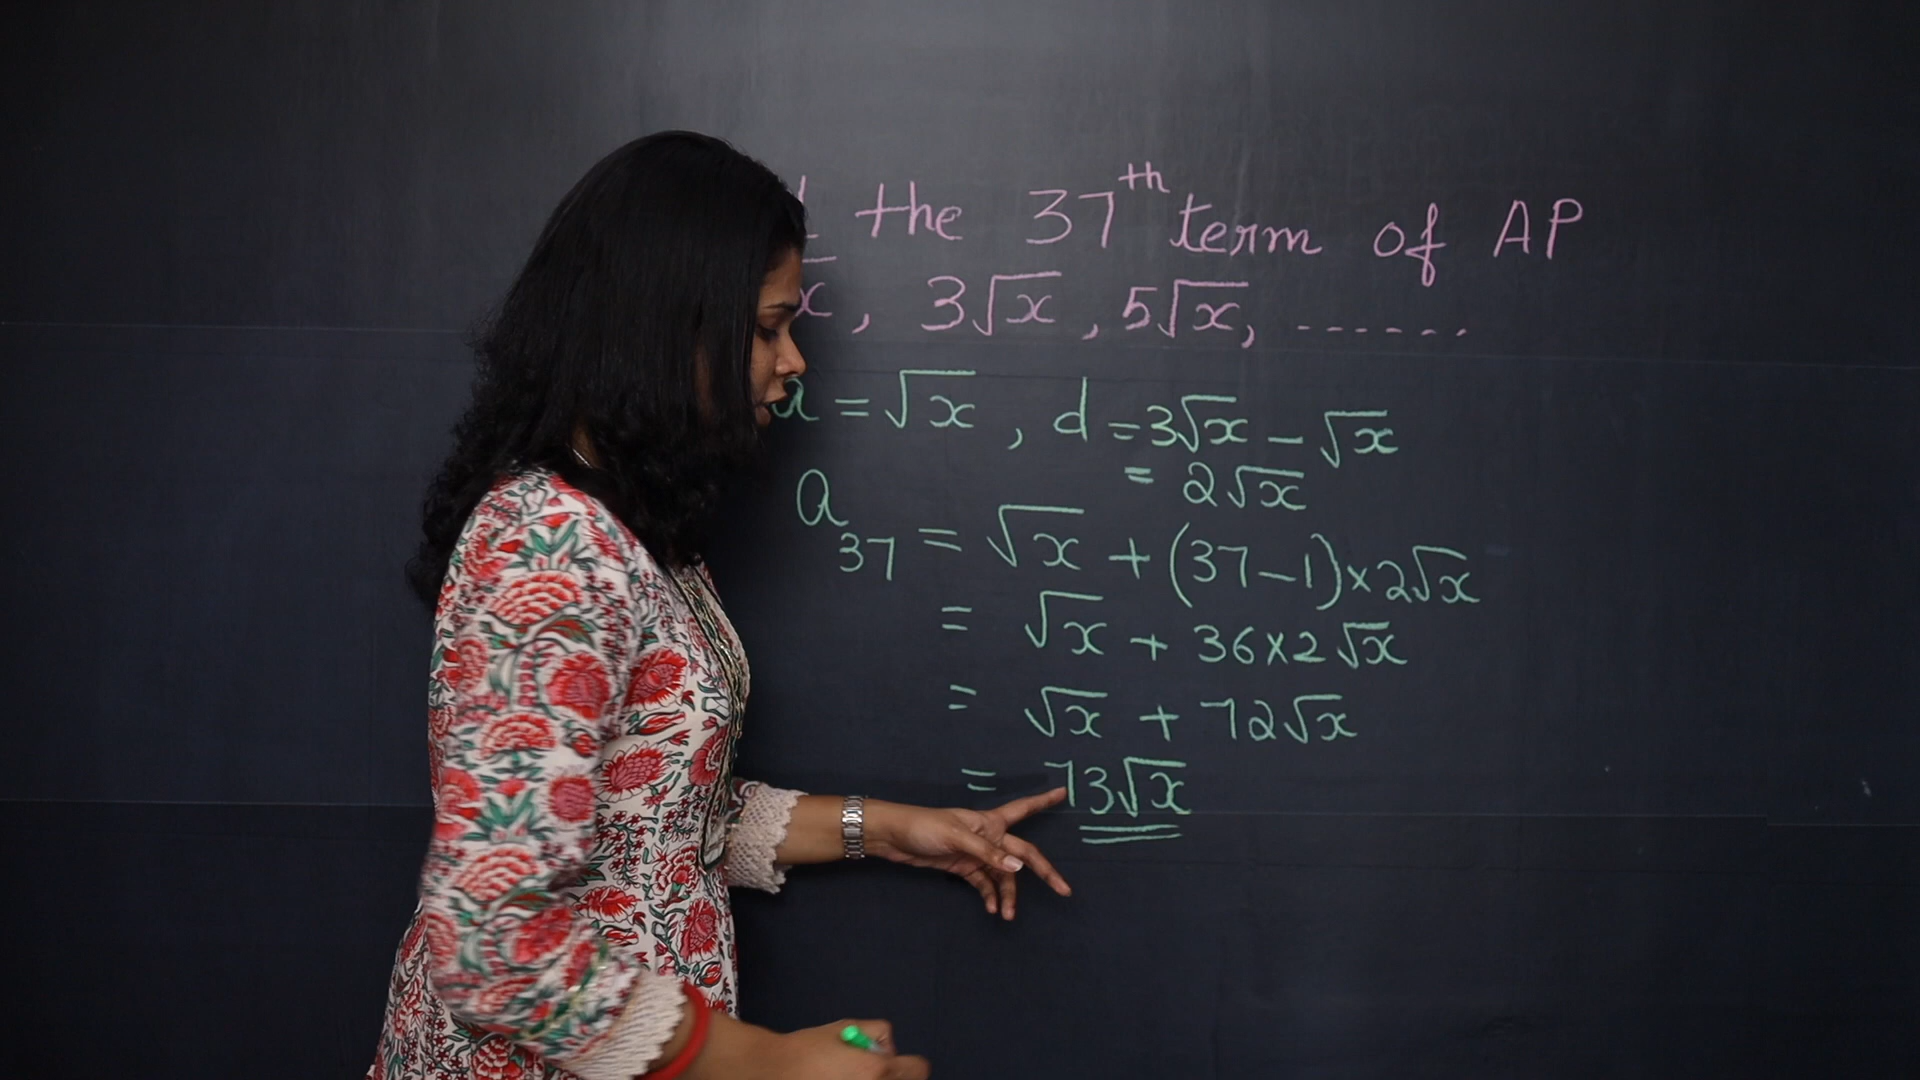 the 37th term of AP
x, 3√x, 5√x, .......
a = √x, d = 3√x − √x
= 2√x
a37 = √x + (37−1)×2√x
= √x + 36×2√x
= √x + 72√x
= 73√x